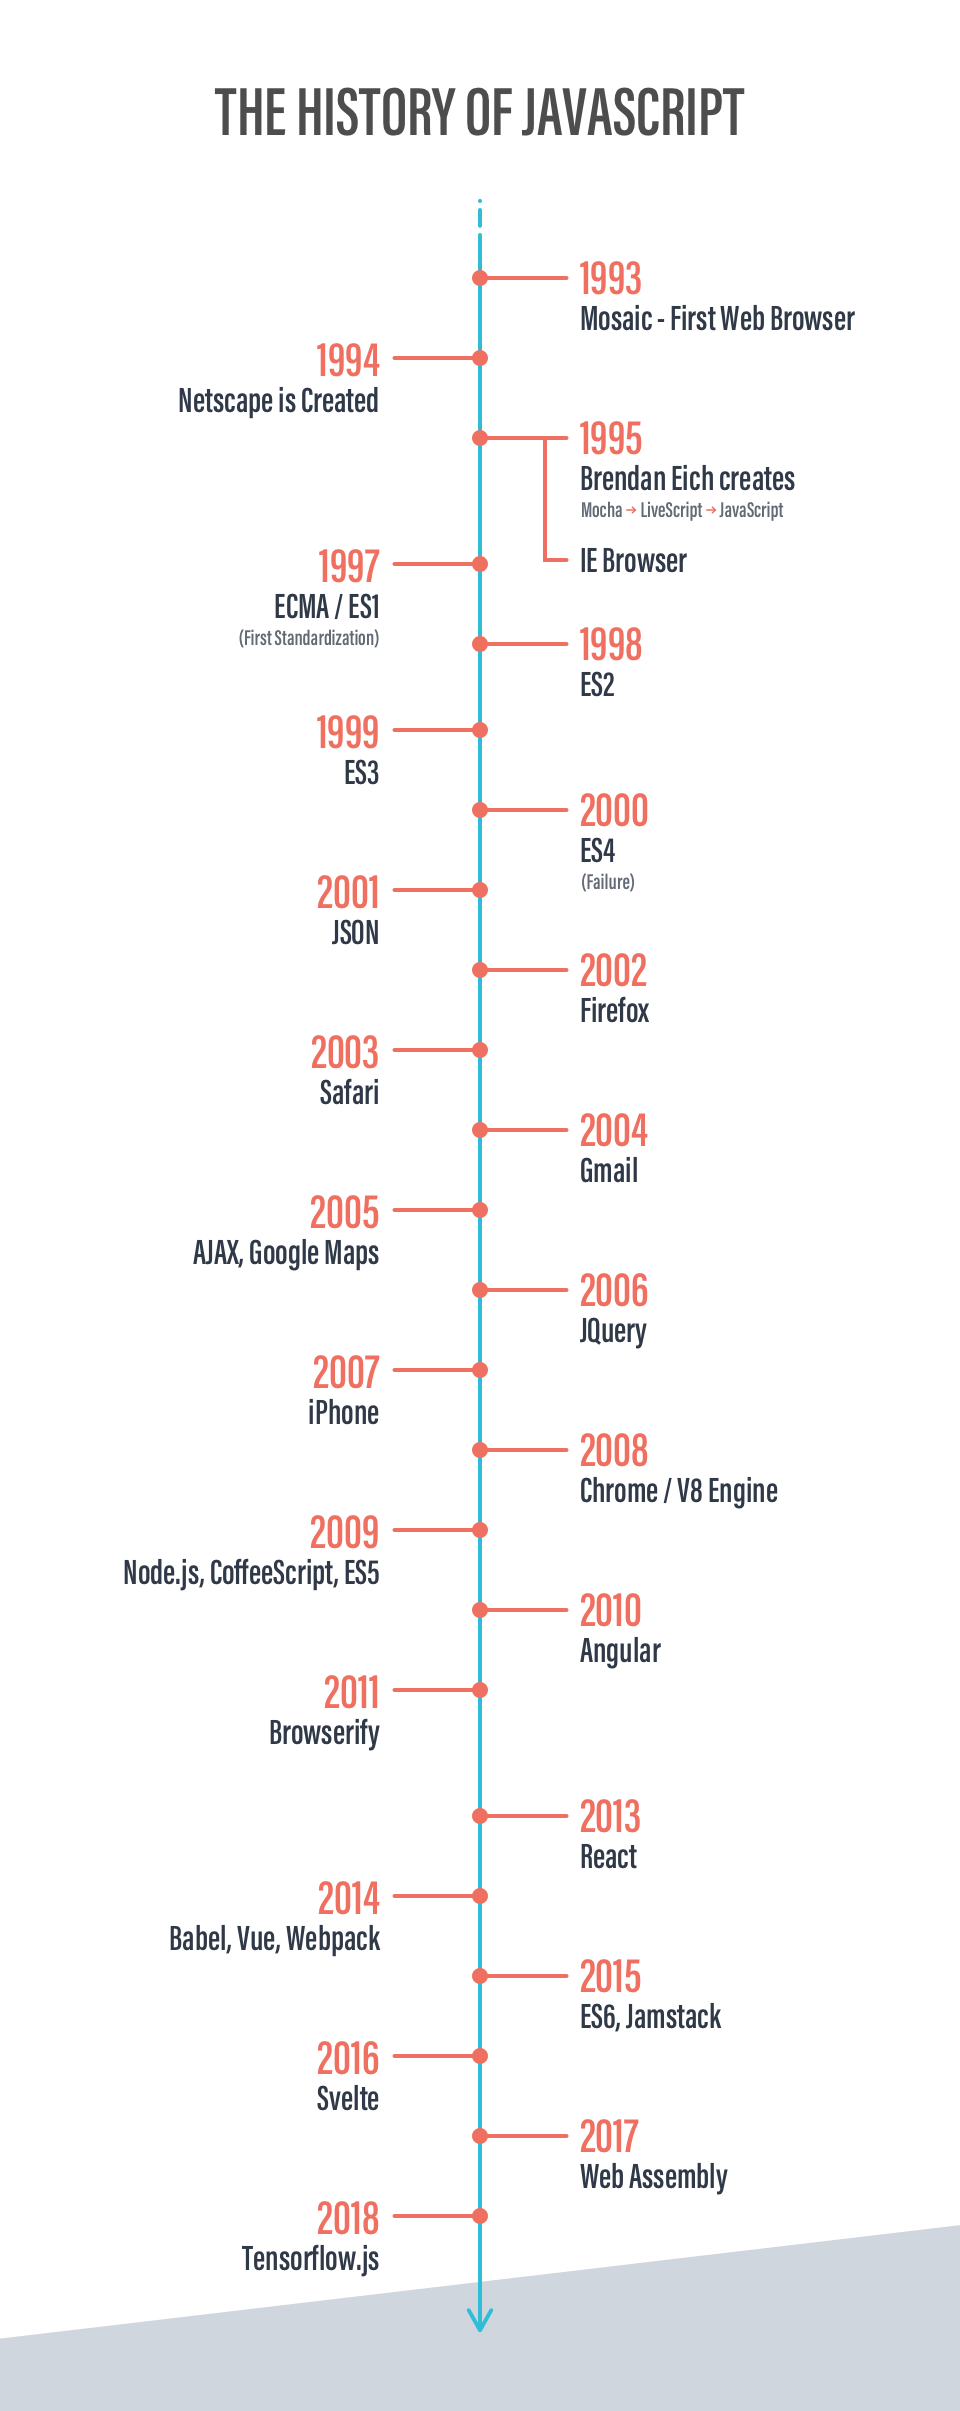 THE HISTORY OF JAVASCRIPT
1993
Mosaic - First Web Browser
1994
Netscape is Created
1995
Brendan Eich creates
Mocha → LiveScript → JavaScript
IE Browser
1997
ECMA / ES1
(First Standardization)
1998
ES2
1999
ES3
2000
ES4
(Failure)
2001
JSON
2002
Firefox
2003
Safari
2004
Gmail
2005
AJAX, Google Maps
2006
JQuery
2007
iPhone
2008
Chrome / V8 Engine
2009
Node.js, CoffeeScript, ES5
2010
Angular
2011
Browserify
2013
React
2014
Babel, Vue, Webpack
2015
ES6, Jamstack
2016
Svelte
2017
Web Assembly
2018
Tensorflow.js